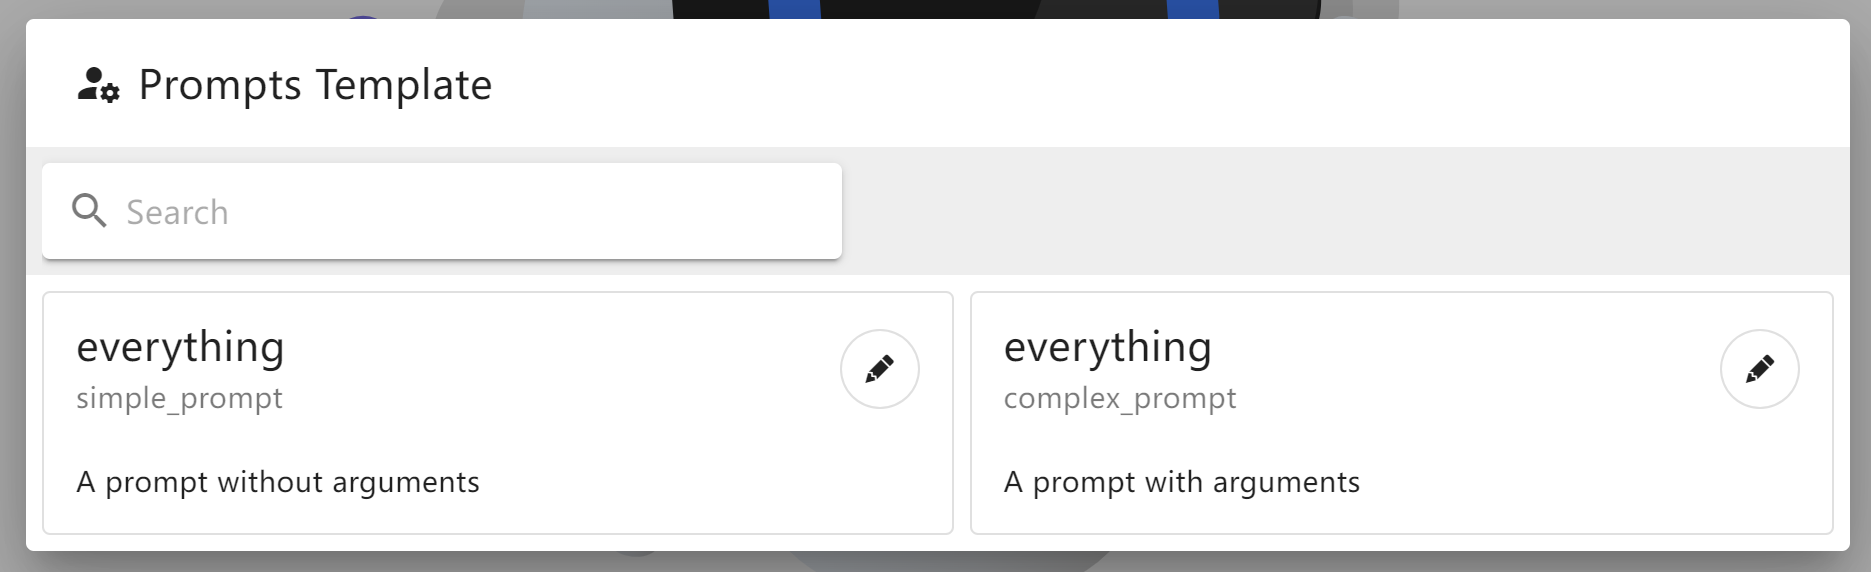 Prompts Template
Search
everything
simple_prompt
A prompt without arguments
everything
complex_prompt
A prompt with arguments